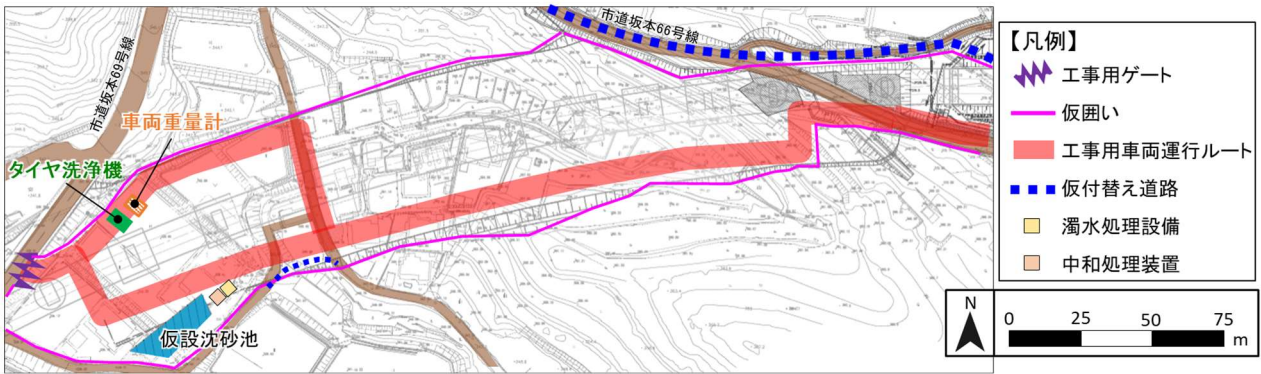 市道坂本66号線
市道坂本69号線
車両重量計
タイヤ洗浄機
仮設沈砂池
【凡例】
工事用ゲート
仮囲い
工事用車両運行ルート
仮付替え道路
濁水処理設備
中和処理装置
N
0 25 50 75
m